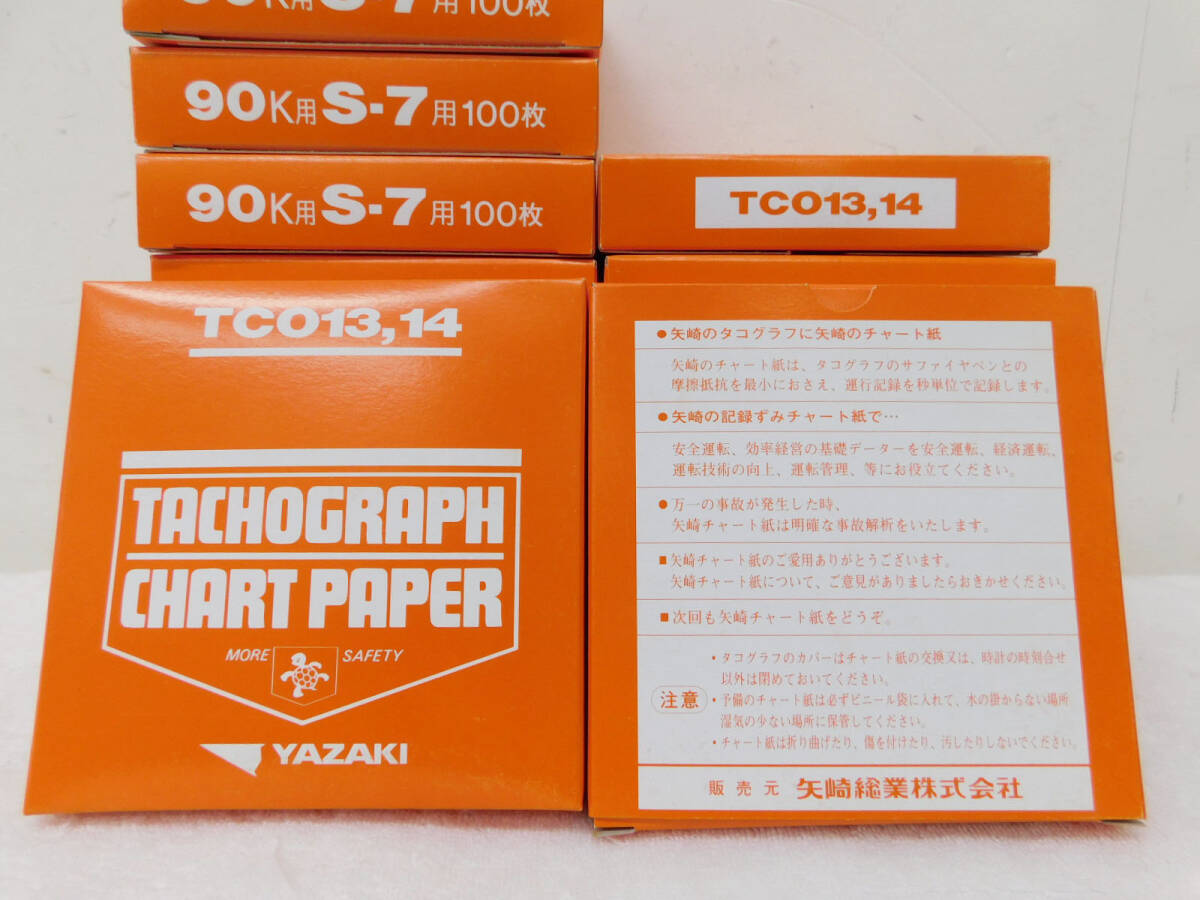 90K用 S-7用100枚
90K用 S-7用100枚
90K用 S-7用100枚
TCO13,14
TCO13,14
TACHOGRAPH
CHART PAPER
MORE SAFETY
YAZAKI
●矢崎のタコグラフに矢崎のチャート紙
矢崎のチャート紙は、タコグラフのサファイヤペンとの
摩擦抵抗を最小におさえ、運行記録を秒単位で記録します。
●矢崎の記録ずみチャート紙で…
安全運転、効率経営の基礎データーを安全運転、経済運転、
運転技術の向上、運転管理、等にお役立てください。
●万一の事故が発生した時、
矢崎チャート紙は明確な事故解析をいたします。
■矢崎チャート紙のご愛用ありがとうございます。
矢崎チャート紙について、ご意見がありましたらおきかせください。
■次回も矢崎チャート紙をどうぞ。
注意
・タコグラフのカバーはチャート紙の交換又は、時計の時刻合せ
以外は閉めておいてください。
・予備のチャート紙は必ずビニール袋に入れて、水の掛からない場所
湿気の少ない場所に保管してください。
・チャート紙は折り曲げたり、傷を付けたり、汚したりしないでください。
販売元 矢崎総業株式会社